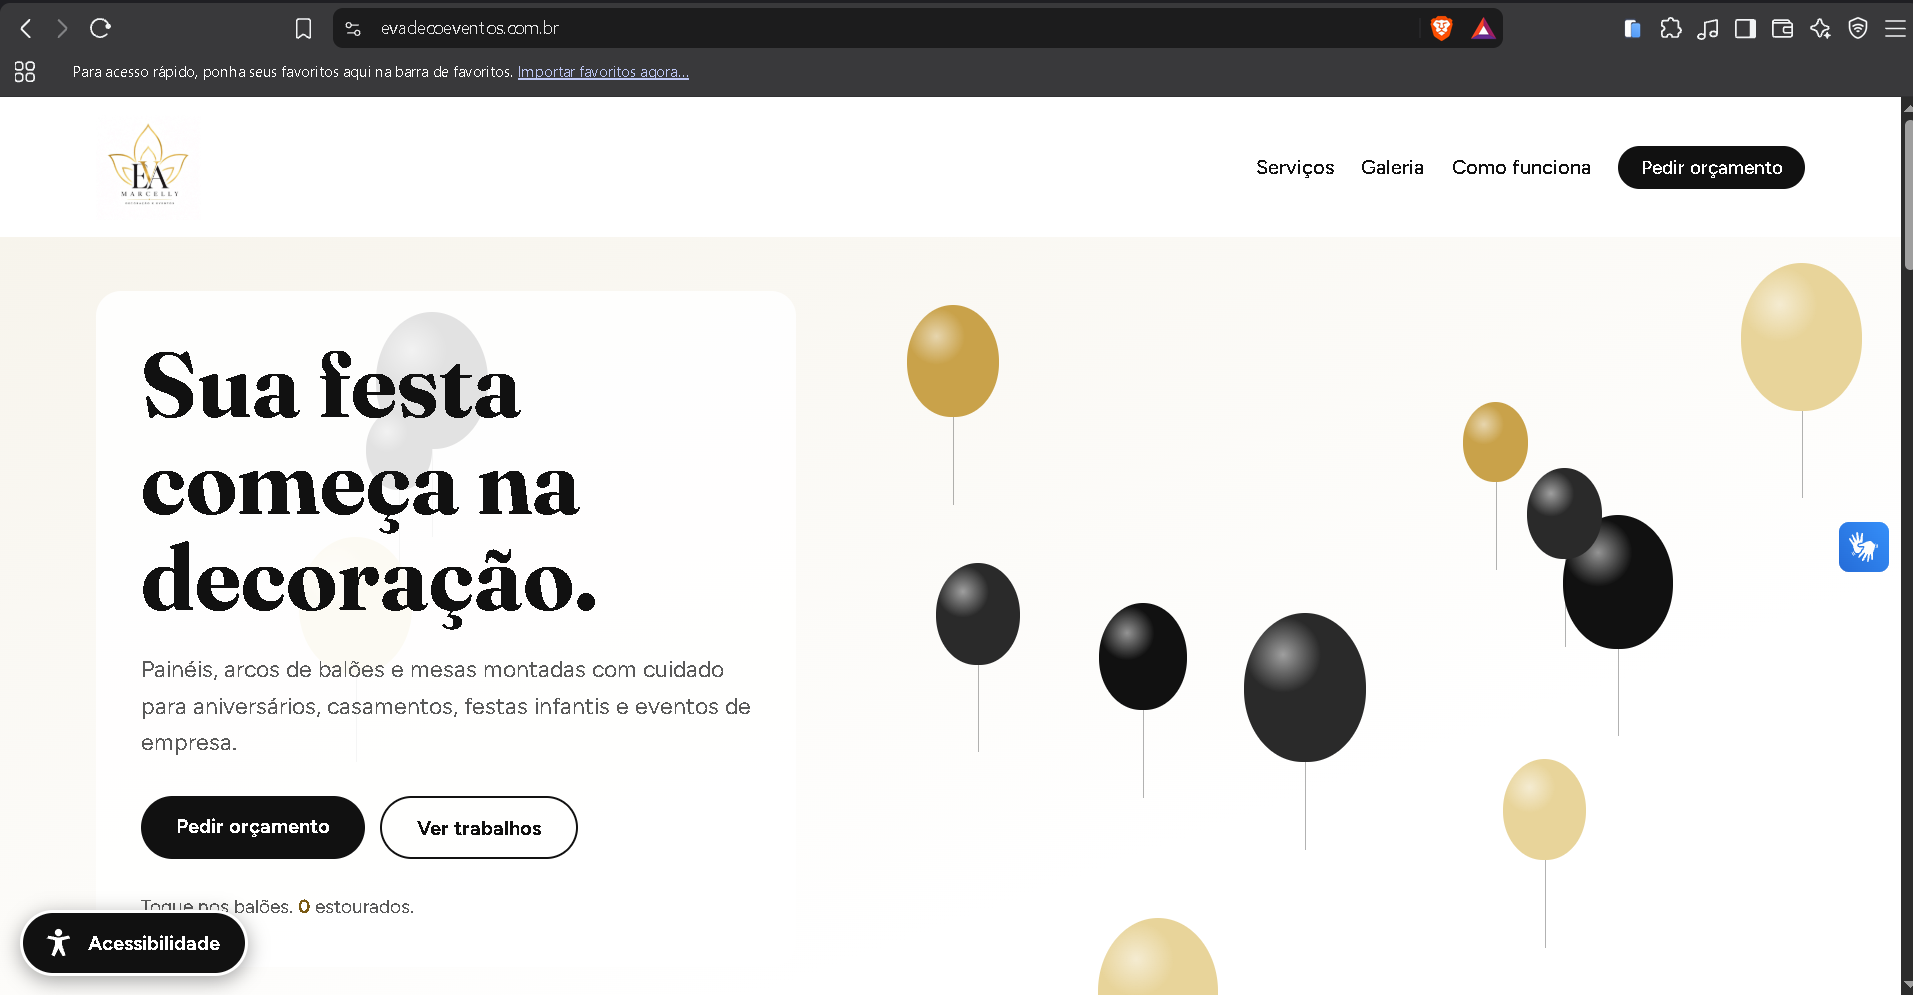 evadecoeventos.com.br
Para acesso rápido, ponha seus favoritos aqui na barra de favoritos. Importar favoritos agora...
EVA
MARCELLY
Serviços
Galeria
Como funciona
Pedir orçamento
Sua festa
começa na
decoração.
Painéis, arcos de balões e mesas montadas com cuidado
para aniversários, casamentos, festas infantis e eventos de
empresa.
Pedir orçamento
Ver trabalhos
Toque nos balões. 0 estourados.
Acessibilidade